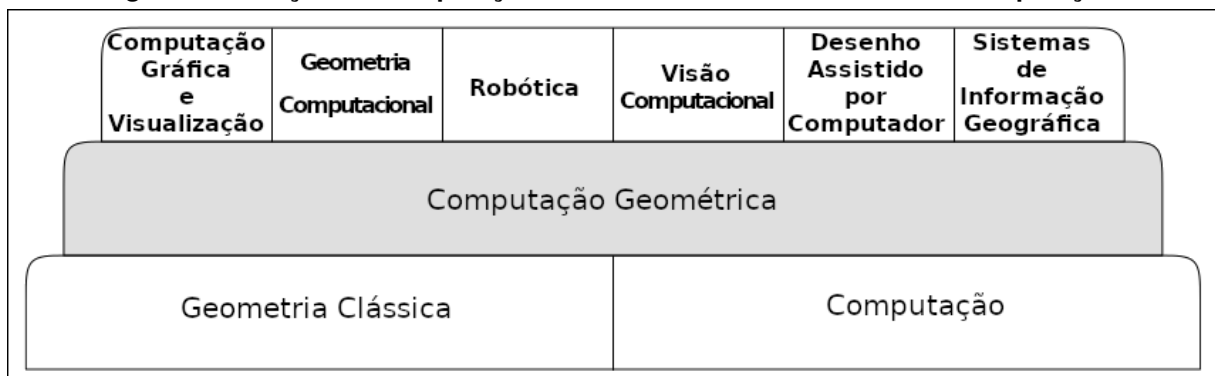 Computação
Gráfica
e
Visualização
Geometria
Computacional
Robótica
Visão
Computacional
Desenho
Assistido
por
Computador
Sistemas
de
Informação
Geográfica
Computação Geométrica
Geometria Clássica
Computação